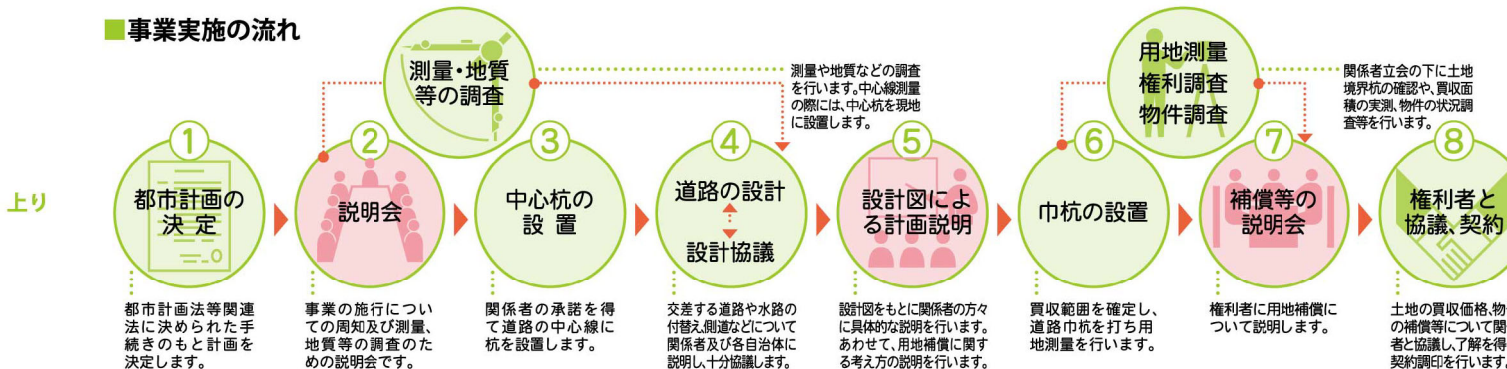 ■事業実施の流れ
上り
測量・地質
等の調査
測量や地質などの調査
を行います。中心線測量
の際には、中心杭を現地
に設置します。
用地測量
権利調査
物件調査
関係者立会の下に土地
境界杭の確認や、買収面
積の実測、物件の状況調
査等を行います。
1
都市計画の
決 定
都市計画法等関連
法に決められた手
続きのもと計画を
決定します。
2
説明会
事業の施行につい
ての周知及び測量、
地質等の調査のた
めの説明会です。
3
中心杭の
設 置
関係者の承諾を得
て道路の中心線に
杭を設置します。
4
道路の設計
設計協議
交差する道路や水路の
付替え、側道などについて
関係者及び各自治体に
説明し、十分協議します。
5
設計図によ
る計画説明
設計図をもとに関係者の方々
に具体的な説明を行います。
あわせて、用地補償に関す
る考え方の説明を行います。
6
巾杭の設置
買収範囲を確定し、
道路巾杭を打ち用
地測量を行います。
7
補償等の
説明会
権利者に用地補償に
ついて説明します。
8
権利者と
協議、契約
土地の買収価格、物
の補償等について関
者と協議し、了解を得
契約調印を行います。